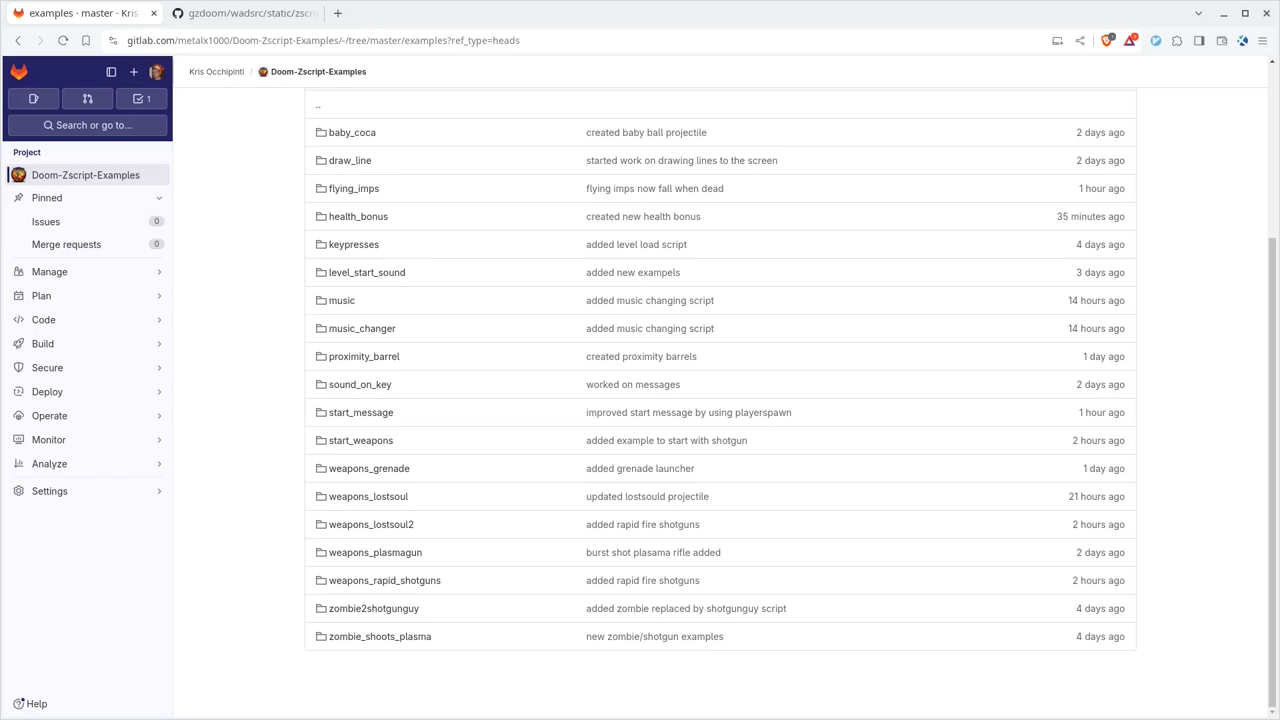 examples · master · Kris
gzdoom/wadsrc/static/zscri
gitlab.com/metalx1000/Doom-Zscript-Examples/-/tree/master/examples?ref_type=heads
1
Search or go to...
Project
Doom-Zscript-Examples
Pinned
Issues 0
Merge requests 0
Manage
Plan
Code
Build
Secure
Deploy
Operate
Monitor
Analyze
Settings
Help
Kris Occhipinti / Doom-Zscript-Examples
..
baby_coca created baby ball projectile 2 days ago
draw_line started work on drawing lines to the screen 2 days ago
flying_imps flying imps now fall when dead 1 hour ago
health_bonus created new health bonus 35 minutes ago
keypresses added level load script 4 days ago
level_start_sound added new exampels 3 days ago
music added music changing script 14 hours ago
music_changer added music changing script 14 hours ago
proximity_barrel created proximity barrels 1 day ago
sound_on_key worked on messages 2 days ago
start_message improved start message by using playerspawn 1 hour ago
start_weapons added example to start with shotgun 2 hours ago
weapons_grenade added grenade launcher 1 day ago
weapons_lostsoul updated lostsould projectile 21 hours ago
weapons_lostsoul2 added rapid fire shotguns 2 hours ago
weapons_plasmagun burst shot plasama rifle added 2 days ago
weapons_rapid_shotguns added rapid fire shotguns 2 hours ago
zombie2shotgunguy added zombie replaced by shotgunguy script 4 days ago
zombie_shoots_plasma new zombie/shotgun examples 4 days ago